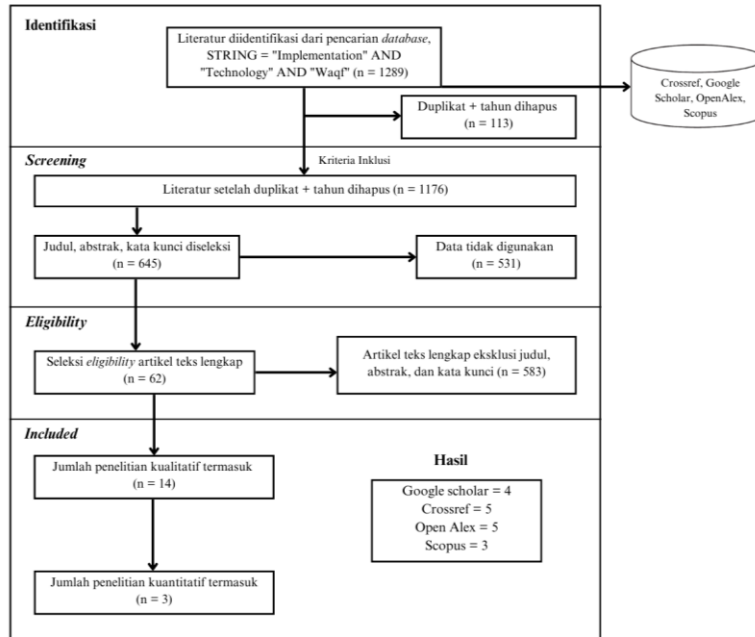 Identifikasi
Literatur diidentifikasi dari pencarian database,
STRING = "Implementation" AND
"Technology" AND "Waqf" (n = 1289)
Crossref, Google
Scholar, OpenAlex,
Scopus
Duplikat + tahun dihapus
(n = 113)
Screening
Kriteria Inklusi
Literatur setelah duplikat + tahun dihapus (n = 1176)
Judul, abstrak, kata kunci diseleksi
(n = 645)
Data tidak digunakan
(n = 531)
Eligibility
Seleksi eligibility artikel teks lengkap
(n = 62)
Artikel teks lengkap eksklusi judul,
abstrak, dan kata kunci (n = 583)
Included
Jumlah penelitian kualitatif termasuk
(n = 14)
Hasil
Google scholar = 4
Crossref = 5
Open Alex = 5
Scopus = 3
Jumlah penelitian kuantitatif termasuk
(n = 3)